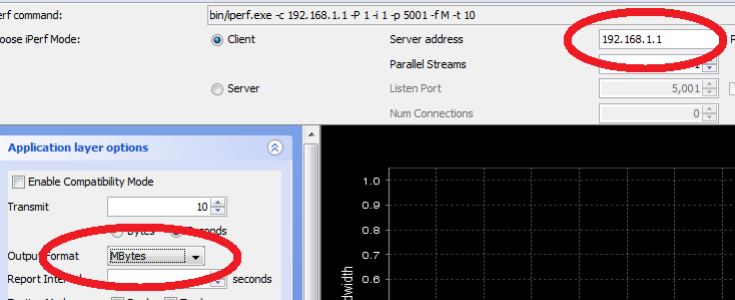 erf command: bin/iperf.exe -c 192.168.1.1 -P 1 -i 1 -p 5001 -f M -t 10
oose iPerf Mode: Client Server address 192.168.1.1 P
Parallel Streams 1
Server Listen Port 5,001
Num Connections 0
Application layer options
Enable Compatibility Mode
Transmit 10
Bytes Seconds
Output Format MBytes
Report Interval seconds
1.0
0.9
0.8
0.7
0.6
dwidth